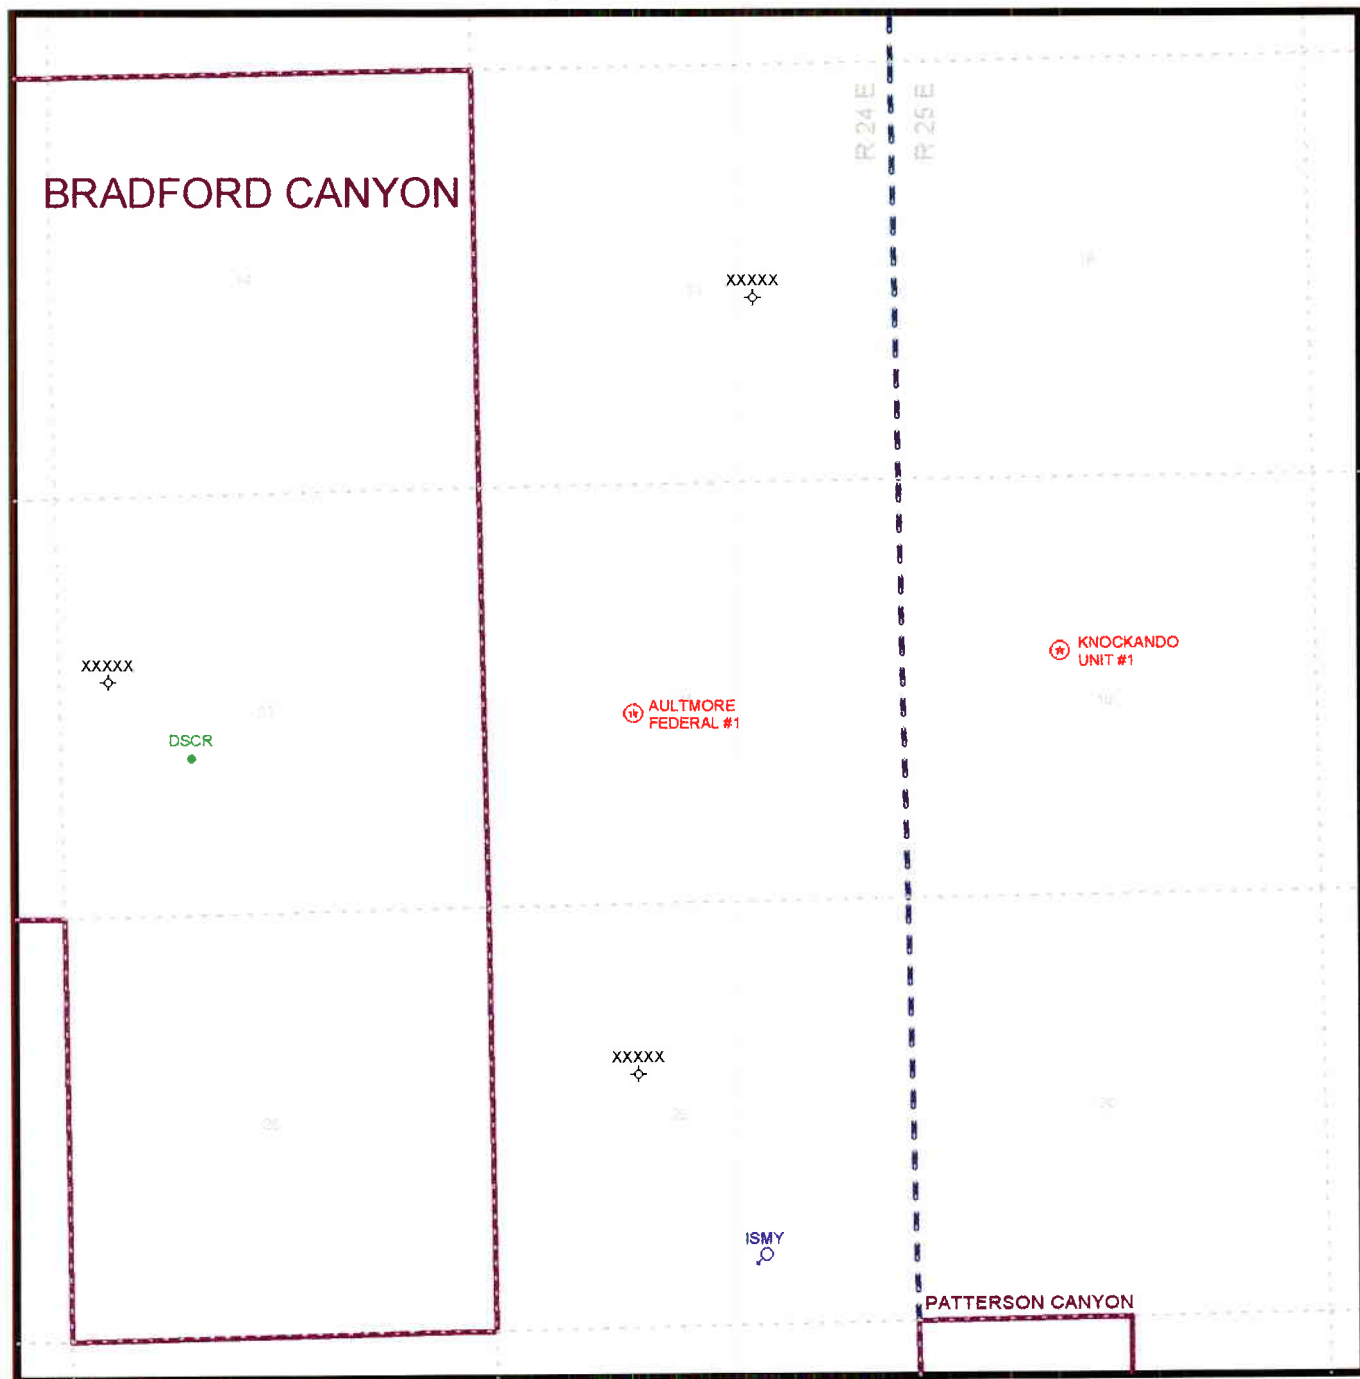 R 24 E
R 25 E
BRADFORD CANYON
XXXXX
KNOCKANDO
UNIT #1
XXXXX
AULTMORE
FEDERAL #1
DSCR
XXXXX
ISMY
PATTERSON CANYON